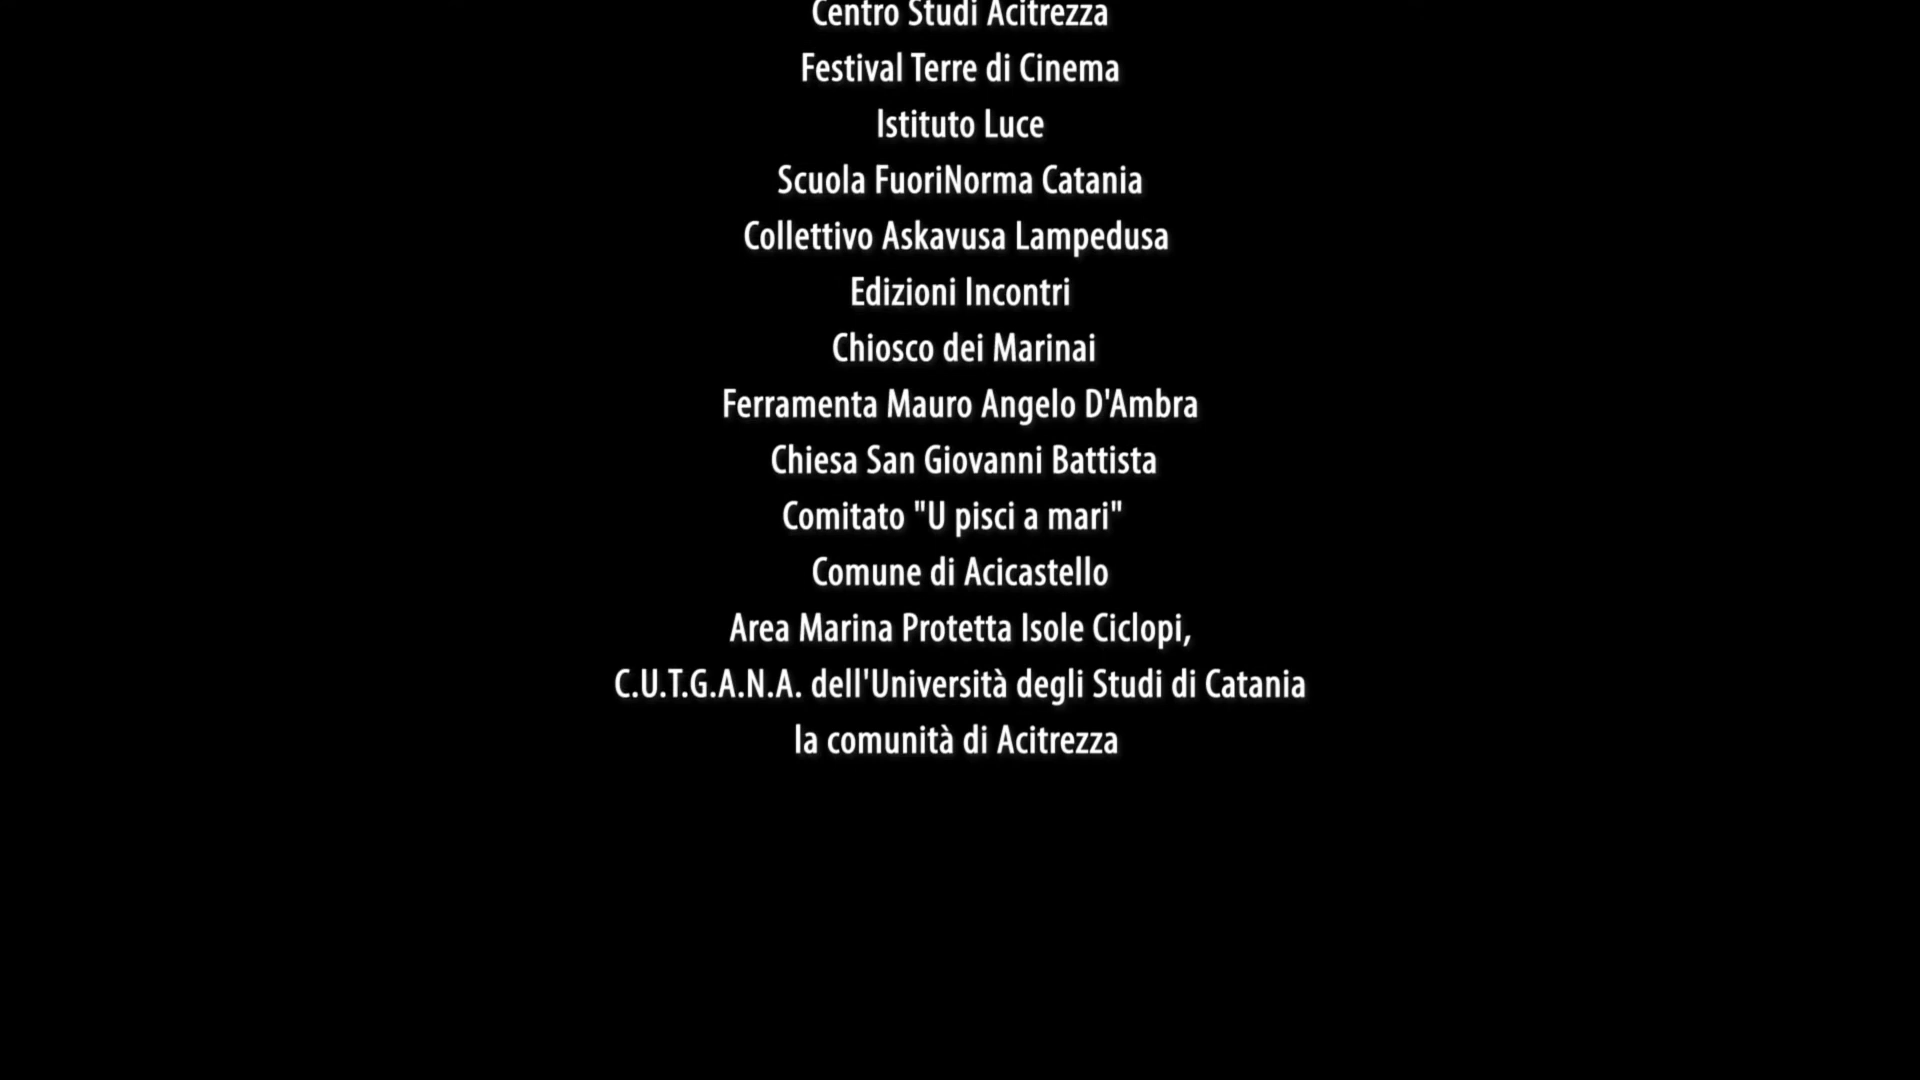 Centro Studi Acitrezza
Festival Terre di Cinema
Istituto Luce
Scuola FuoriNorma Catania
Collettivo Askavusa Lampedusa
Edizioni Incontri
Chiosco dei Marinai
Ferramenta Mauro Angelo D'Ambra
Chiesa San Giovanni Battista
Comitato "U pisci a mari"
Comune di Acicastello
Area Marina Protetta Isole Ciclopi,
C.U.T.G.A.N.A. dell'Università degli Studi di Catania
la comunità di Acitrezza